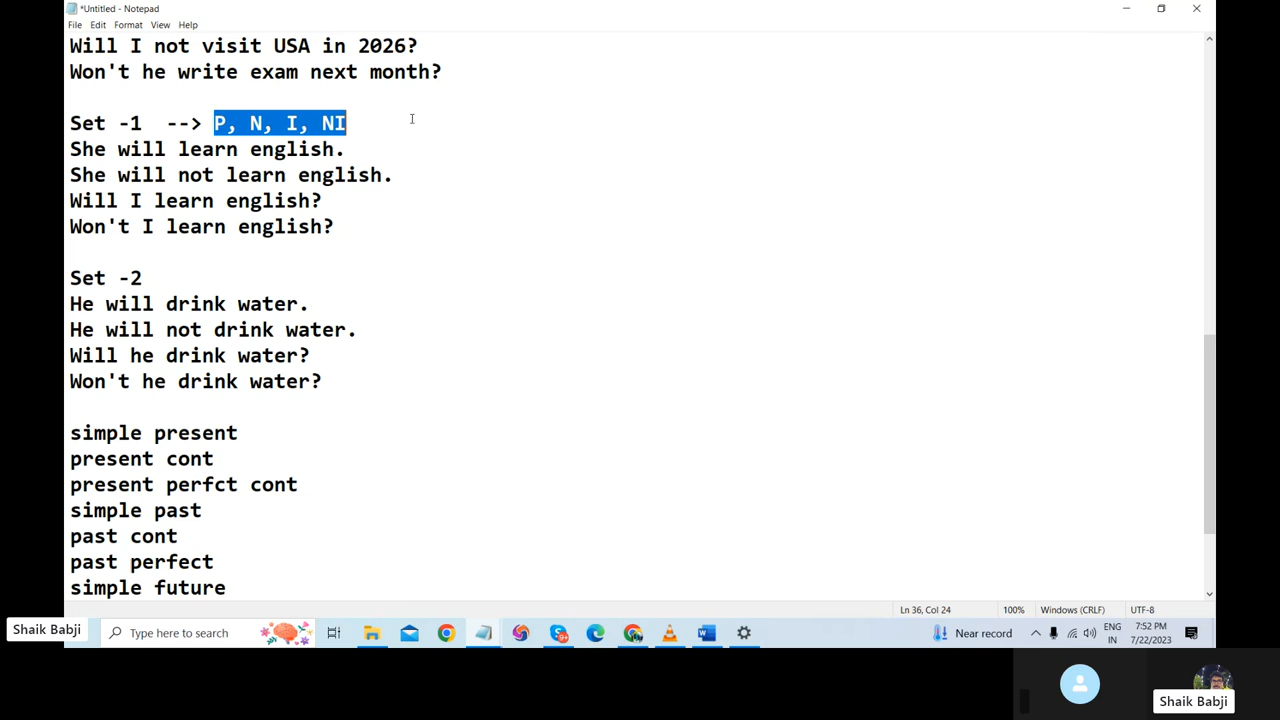 *Untitled - Notepad
File Edit Format View Help
Will I not visit USA in 2026?
Won't he write exam next month?
Set -1 --> P, N, I, NI
She will learn english.
She will not learn english.
Will I learn english?
Won't I learn english?
Set -2
He will drink water.
He will not drink water.
Will he drink water?
Won't he drink water?
simple present
present cont
present perfct cont
simple past
past cont
past perfect
simple future
Ln 36, Col 24 100% Windows (CRLF) UTF-8
Shaik Babji
Type here to search
Near record
ENG
IN
7:52 PM
7/22/2023
Shaik Babji